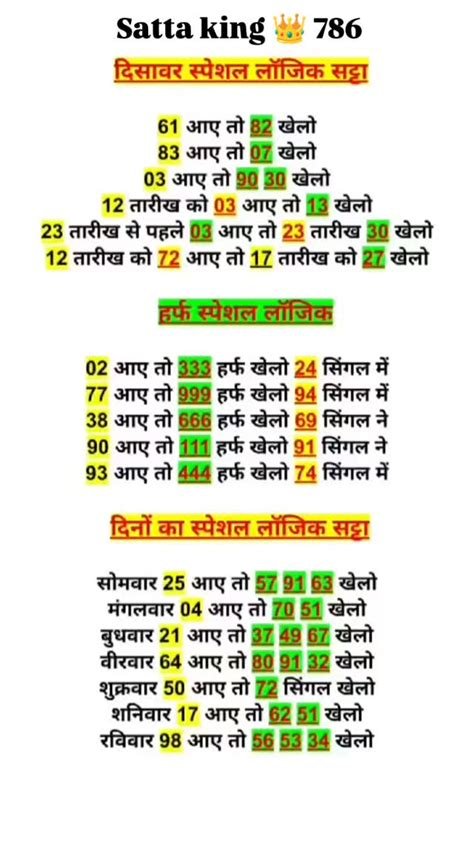 Satta king 👑 786
दिसावर स्पेशल लॉजिक सट्टा
61 आए तो 82 खेलो
83 आए तो 07 खेलो
03 आए तो 90 30 खेलो
12 तारीख को 03 आए तो 13 खेलो
23 तारीख से पहले 03 आए तो 23 तारीख 30 खेलो
12 तारीख को 72 आए तो 17 तारीख को 27 खेलो
हर्फ स्पेशल लॉजिक
02 आए तो 333 हर्फ खेलो 24 सिंगल में
77 आए तो 999 हर्फ खेलो 94 सिंगल में
38 आए तो 666 हर्फ खेलो 69 सिंगल ने
90 आए तो 111 हर्फ खेलो 91 सिंगल ने
93 आए तो 444 हर्फ खेलो 74 सिंगल में
दिनों का स्पेशल लॉजिक सट्टा
सोमवार 25 आए तो 57 91 63 खेलो
मंगलवार 04 आए तो 70 51 खेलो
बुधवार 21 आए तो 37 49 67 खेलो
वीरवार 64 आए तो 80 91 32 खेलो
शुक्रवार 50 आए तो 72 सिंगल खेलो
शनिवार 17 आए तो 62 51 खेलो
रविवार 98 आए तो 56 53 34 खेलो